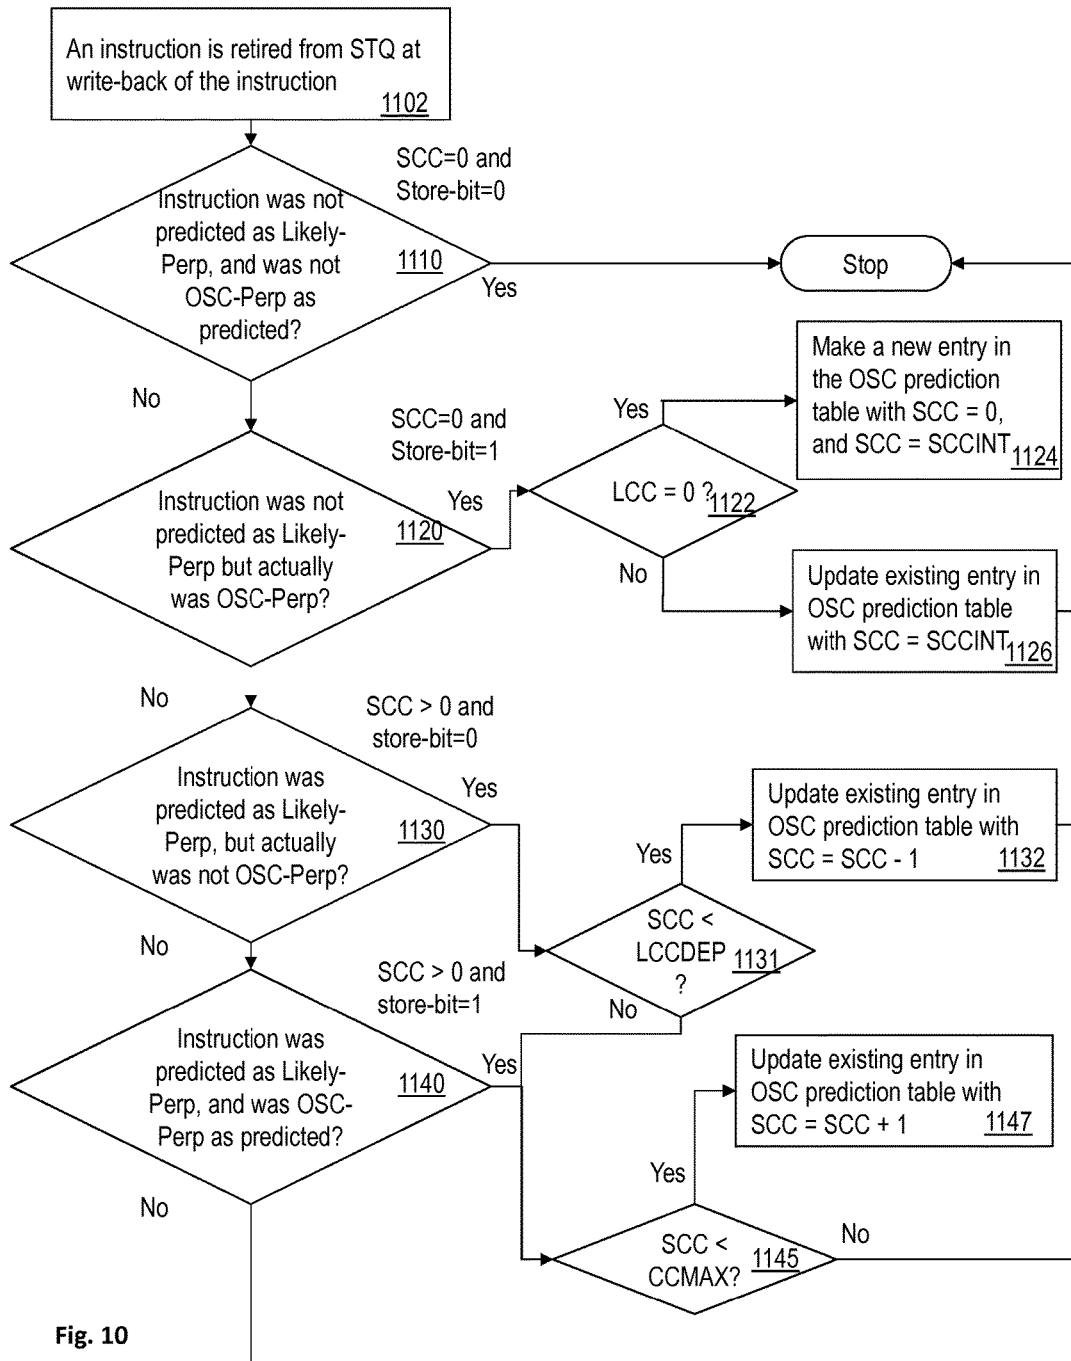 An instruction is retired from STQ at
write-back of the instruction
1102
SCC=0 and
Store-bit=0
Instruction was not
predicted as Likely-
Perp, and was not
OSC-Perp as
predicted?
1110
Yes
Stop
No
Make a new entry in
the OSC prediction
table with SCC = 0,
and SCC = SCCINT
1124
SCC=0 and
Store-bit=1
Yes
Instruction was not
predicted as Likely-
Perp but actually
was OSC-Perp?
1120
Yes
LCC = 0 ?
1122
No
Update existing entry in
OSC prediction table
with SCC = SCCINT
1126
No
SCC > 0 and
store-bit=0
Instruction was
predicted as Likely-
Perp, but actually
was not OSC-Perp?
1130
Yes
Update existing entry in
OSC prediction table with
SCC = SCC - 1
1132
Yes
SCC <
LCCDEP
?
1131
No
No
SCC > 0 and
store-bit=1
Instruction was
predicted as Likely-
Perp, and was OSC-
Perp as predicted?
1140
Yes
Update existing entry in
OSC prediction table with
SCC = SCC + 1
1147
Yes
No
SCC <
CCMAX?
1145
No
Fig. 10